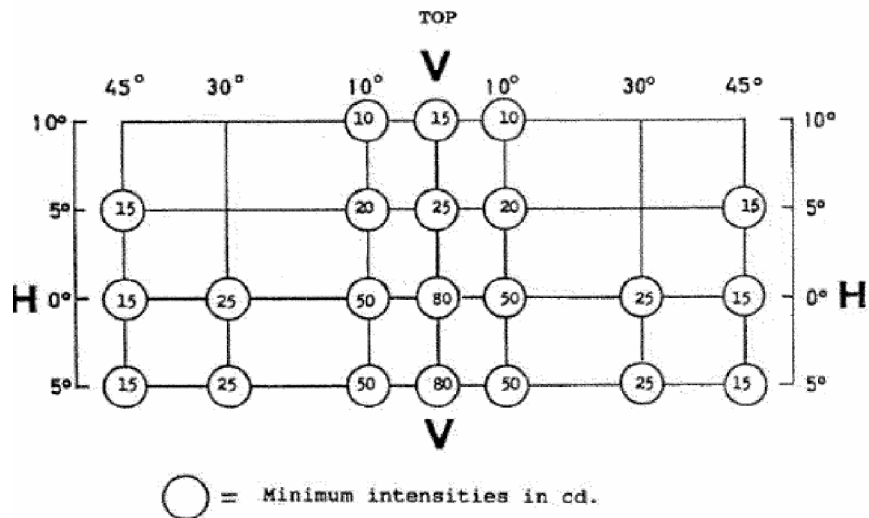 TOP
V
45° 30° 10° 10° 30° 45°
10° 10 15 10 10°
5° 15 20 25 20 15 5°
H 0° 15 25 50 80 50 25 15 0° H
5° 15 25 50 80 50 25 15 5°
V
= Minimum intensities in cd.